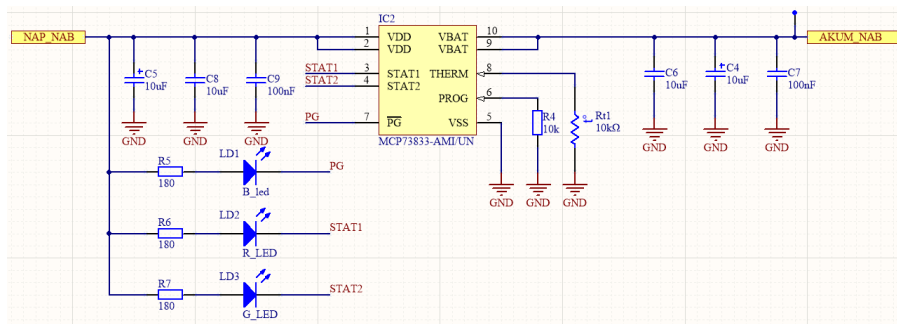 IC2
NAP_NAB
1
VDD
VBAT
10
AKUM_NAB
2
VDD
VBAT
9
STAT1
3
STAT1
THERM
8
STAT2
4
STAT2
C5
10uF
C8
10uF
C9
100nF
PROG
6
C6
10uF
C4
10uF
C7
100nF
PG
7
PG
VSS
5
R4
10k
t°
Rt1
10kΩ
MCP73833-AMI/UN
GND
GND
GND
GND
GND
GND
GND
GND
GND
R5
180
LD1
B_led
PG
R6
180
LD2
R_LED
STAT1
R7
180
LD3
G_LED
STAT2